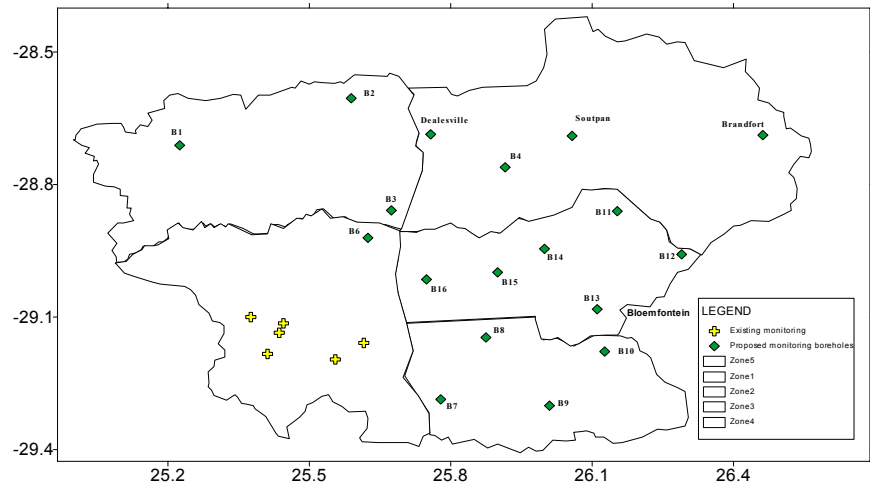 -28.5
-28.8
-29.1
-29.4
25.2
25.5
25.8
26.1
26.4
B1
B2
Dealesville
Soutpan
Brandfort
B4
B3
B6
B11
B12
B14
B15
B16
B13
Bloemfontein
B8
B10
B7
B9
LEGEND
Existing monitoring
Proposed monitoring boreholes
Zone5
Zone1
Zone2
Zone3
Zone4